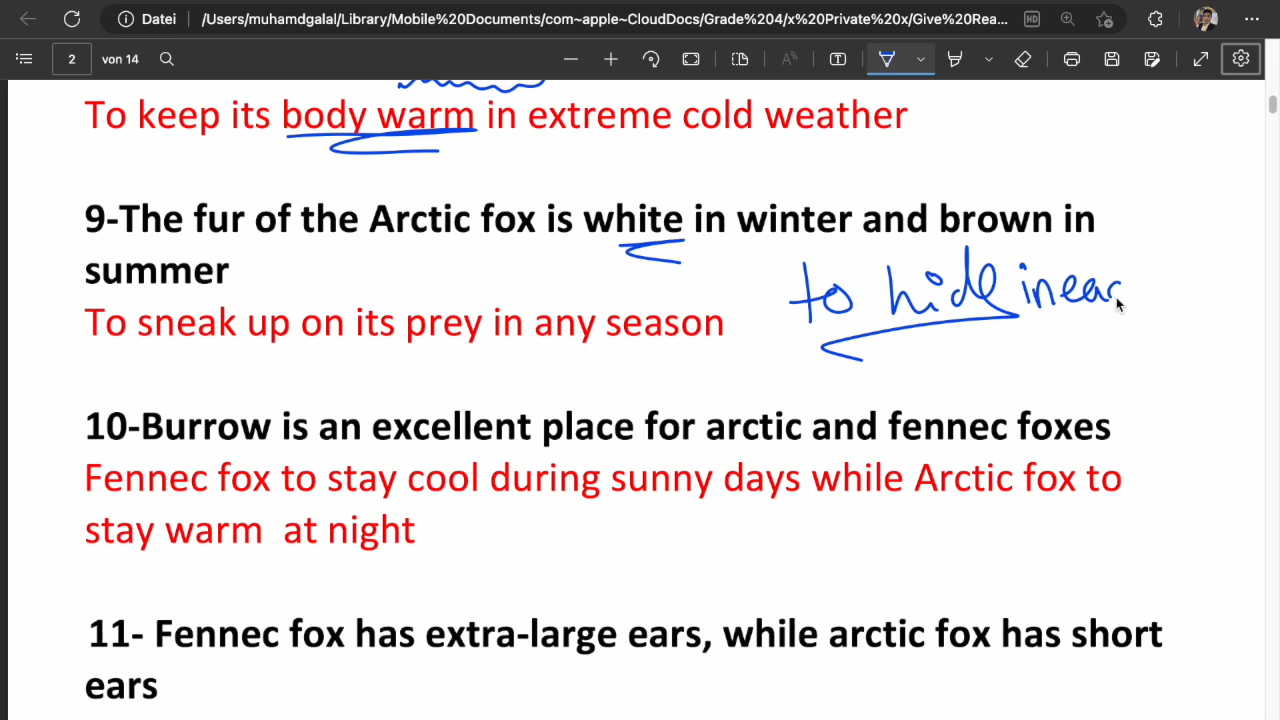 Datei
/Users/muhamdgalal/Library/Mobile%20Documents/com~apple~CloudDocs/Grade%204/x%20Private%20x/Give%20Rea...
HD
2
von 14
To keep its body warm in extreme cold weather
9-The fur of the Arctic fox is white in winter and brown in
summer
to hide in ear
To sneak up on its prey in any season
10-Burrow is an excellent place for arctic and fennec foxes
Fennec fox to stay cool during sunny days while Arctic fox to
stay warm at night
11- Fennec fox has extra-large ears, while arctic fox has short
ears